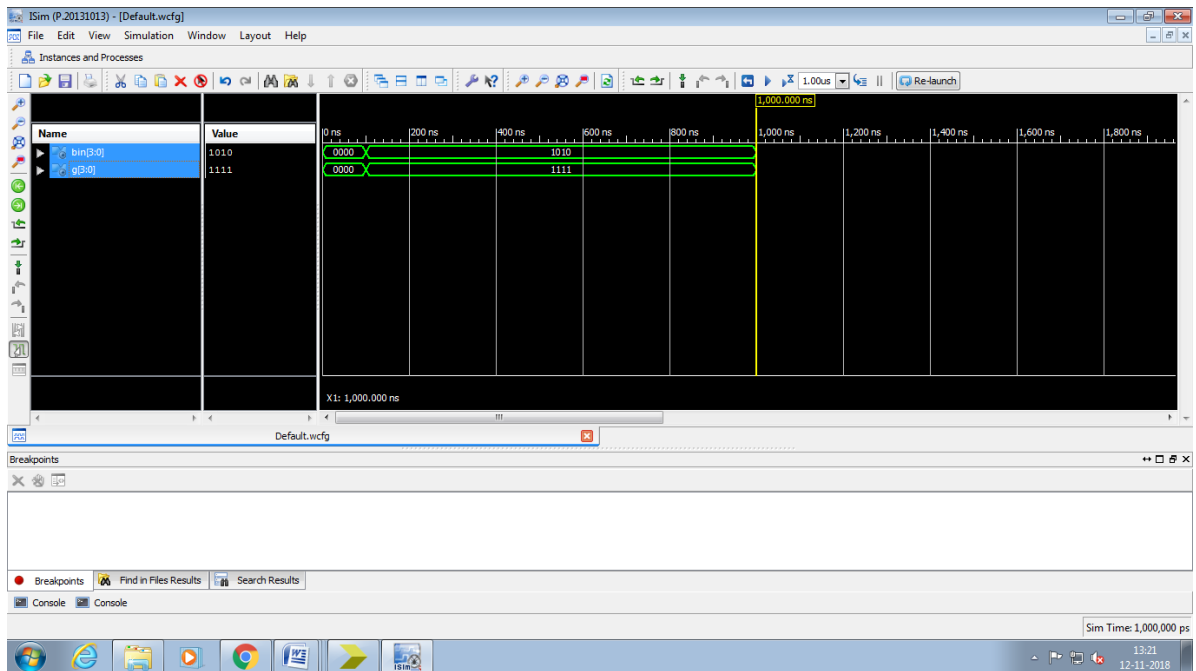 ISim (P.20131013) - [Default.wcfg]
File Edit View Simulation Window Layout Help
Instances and Processes
1.00us Re-launch
1,000.000 ns
Name Value 0 ns 200 ns 400 ns 600 ns 800 ns 1,000 ns 1,200 ns 1,400 ns 1,600 ns 1,800 ns
bin[3:0] 1010 0000 1010
g[3:0] 1111 0000 1111
X1: 1,000.000 ns
Default.wcfg
Breakpoints
Breakpoints Find in Files Results Search Results
Console Console
Sim Time: 1,000,000 ps
13:21
ISim 12-11-2018